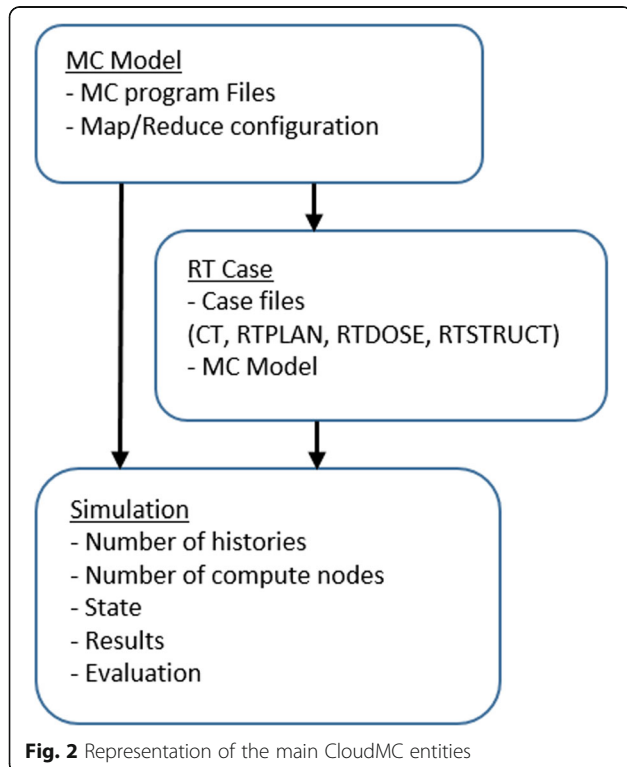 MC Model
- MC program Files
- Map/Reduce configuration
RT Case
- Case files
(CT, RTPLAN, RTDOSE, RTSTRUCT)
- MC Model
Simulation
- Number of histories
- Number of compute nodes
- State
- Results
- Evaluation
Fig. 2 Representation of the main CloudMC entities